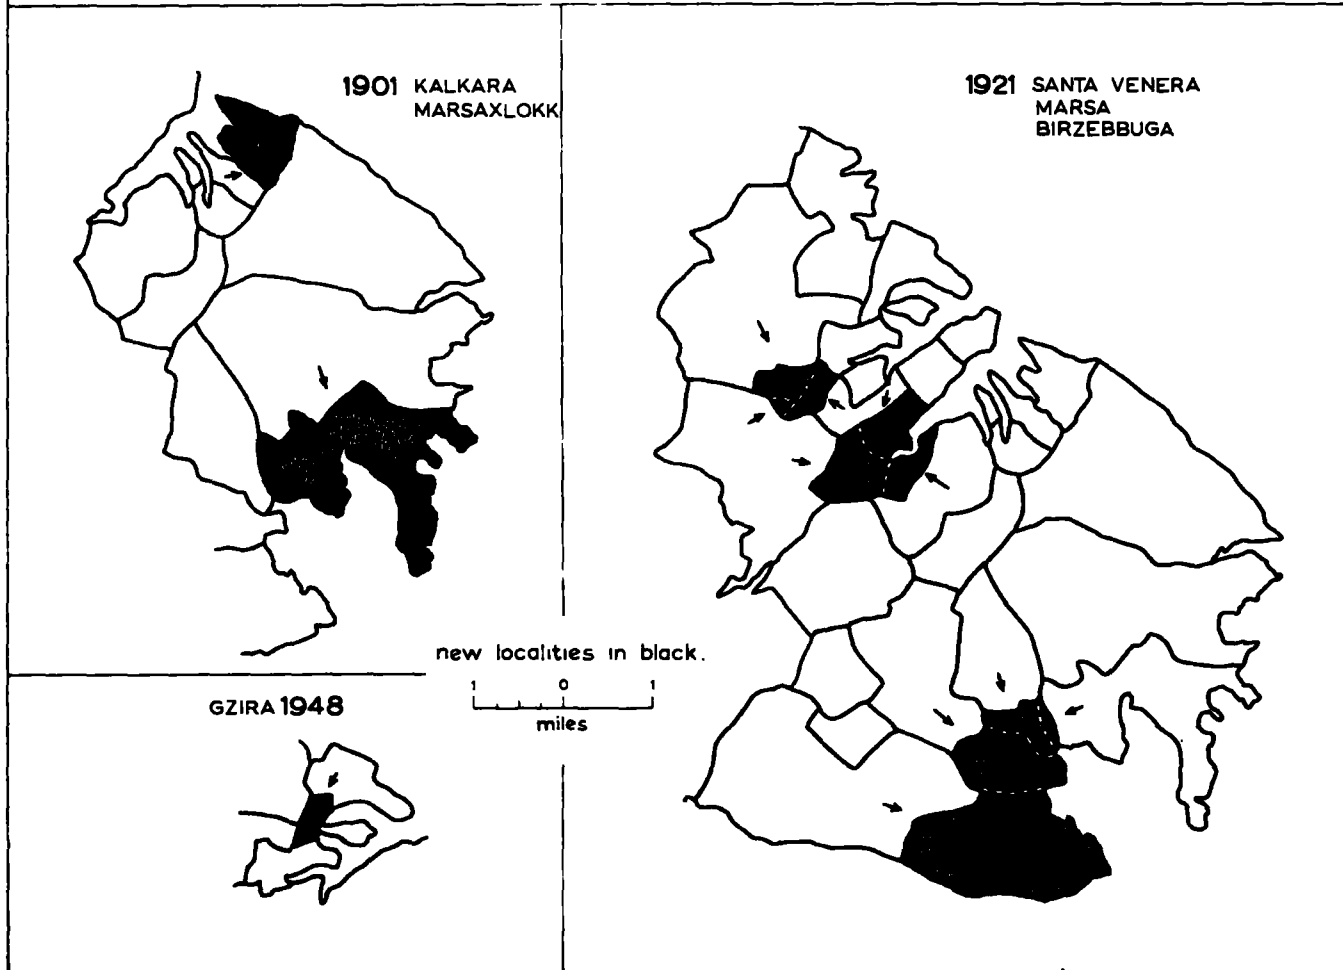 1901 KALKARA
MARSAXLOKK
1921 SANTA VENERA
MARSA
BIRZEBBUGA
new localities in black.
1 0 1
miles
GZIRA 1948